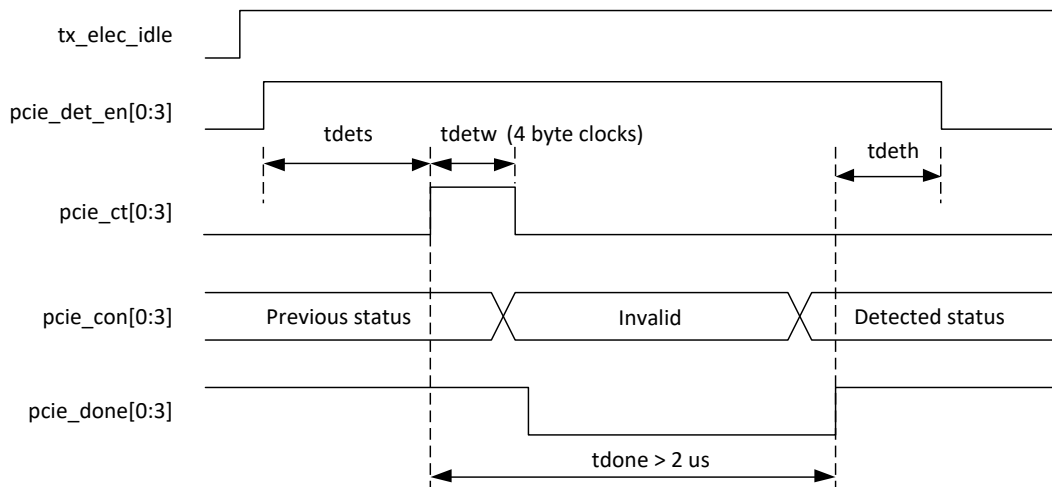 tx_elec_idle
pcie_det_en[0:3]
tdets
tdetw (4 byte clocks)
tdeth
pcie_ct[0:3]
pcie_con[0:3]
Previous status
Invalid
Detected status
pcie_done[0:3]
tdone > 2 us